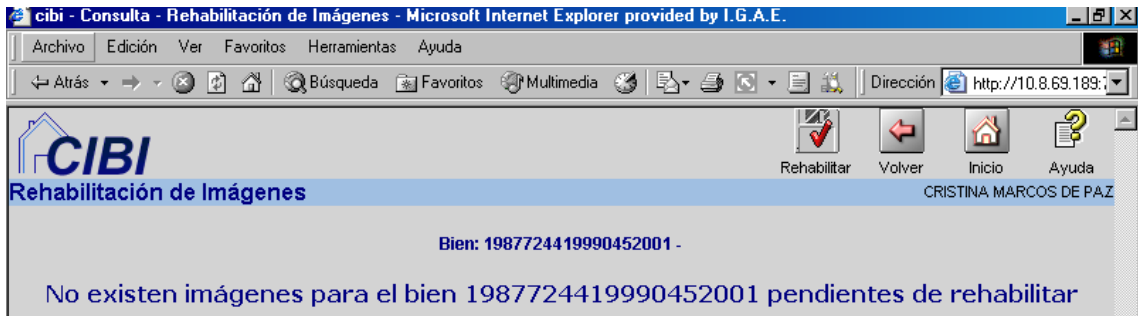 cibi - Consulta - Rehabilitación de Imágenes - Microsoft Internet Explorer provided by I.G.A.E.
Archivo Edición Ver Favoritos Herramientas Ayuda
Atrás Búsqueda Favoritos Multimedia Dirección http://10.8.69.189:
CIBI
Rehabilitar Volver Inicio Ayuda
Rehabilitación de Imágenes CRISTINA MARCOS DE PAZ
Bien: 1987724419990452001 -
No existen imágenes para el bien 1987724419990452001 pendientes de rehabilitar